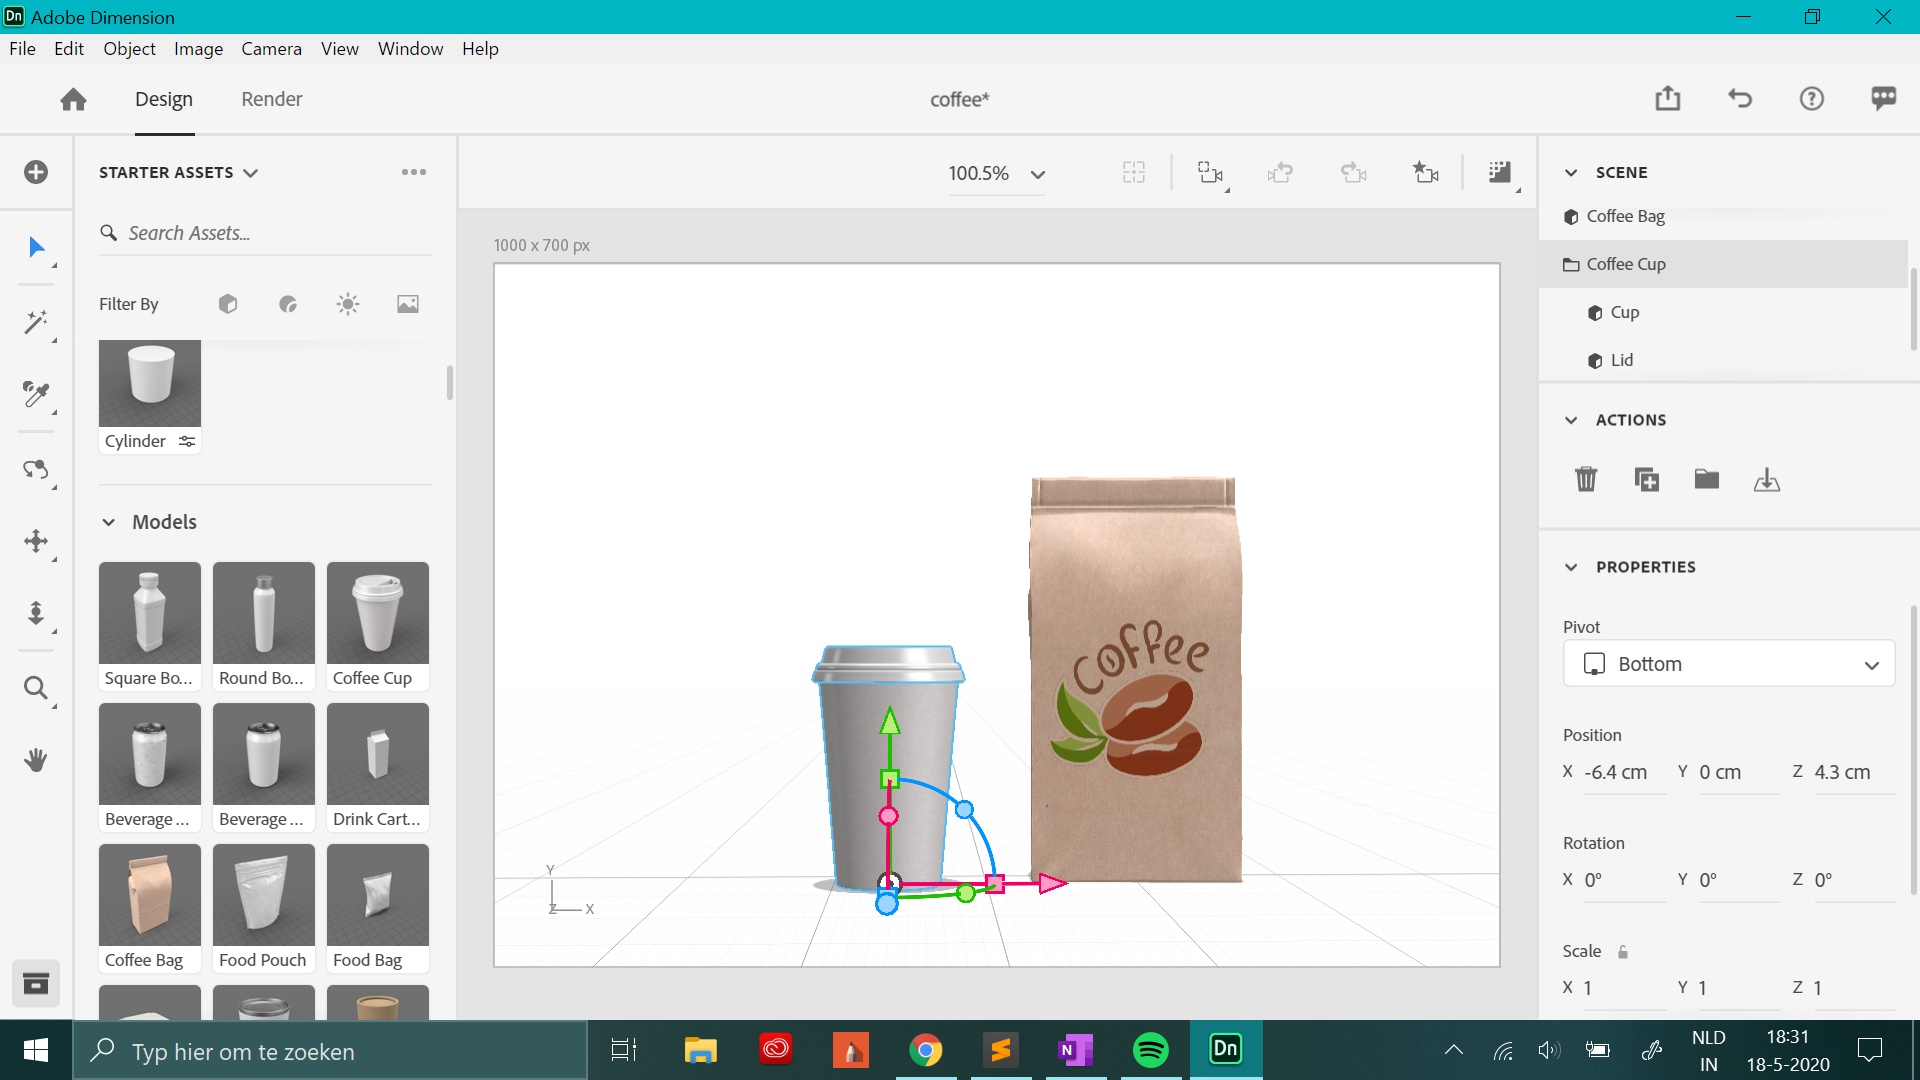 Dn Adobe Dimension
File Edit Object Image Camera View Window Help
Design Render coffee*
STARTER ASSETS
100.5%
SCENE
Search Assets...
1000 x 700 px
Coffee Bag
Coffee Cup
Filter By
Cup
Lid
Cylinder
ACTIONS
Models
PROPERTIES
Square Bo... Round Bo... Coffee Cup
Pivot
Bottom
coffee
Beverage ... Beverage ... Drink Cart...
Position
X -6.4 cm Y 0 cm Z 4.3 cm
Rotation
X 0° Y 0° Z 0°
Y
Z X
Coffee Bag Food Pouch Food Bag
Scale
X 1 Y 1 Z 1
Typ hier om te zoeken
N
Dn
NLD
IN
18:31
18-5-2020